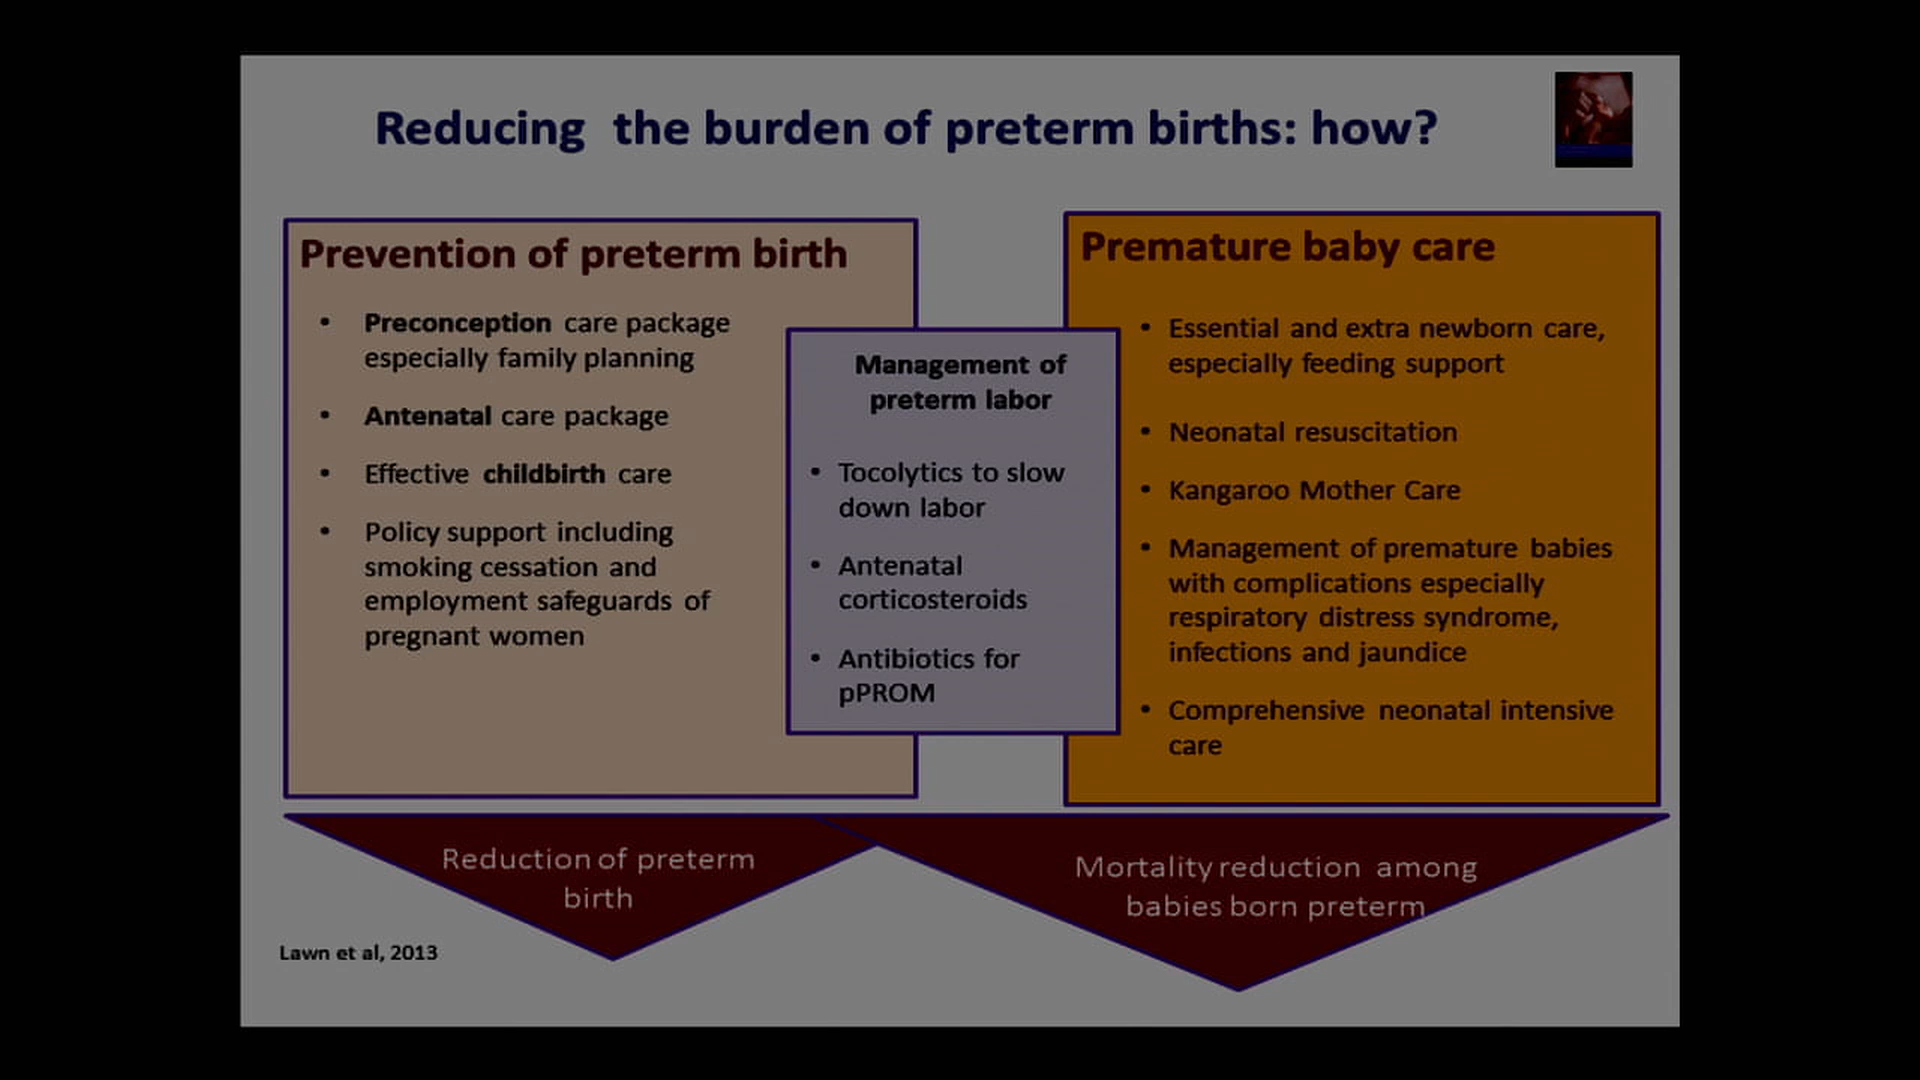 Reducing the burden of preterm births: how?
Prevention of preterm birth
• Preconception care package
especially family planning
• Antenatal care package
• Effective childbirth care
• Policy support including
smoking cessation and
employment safeguards of
pregnant women
Management of
preterm labor
• Tocolytics to slow
down labor
• Antenatal
corticosteroids
• Antibiotics for
pPROM
Premature baby care
• Essential and extra newborn care,
especially feeding support
• Neonatal resuscitation
• Kangaroo Mother Care
• Management of premature babies
with complications especially
respiratory distress syndrome,
infections and jaundice
• Comprehensive neonatal intensive
care
Reduction of preterm
birth
Mortality reduction among
babies born preterm
Lawn et al, 2013